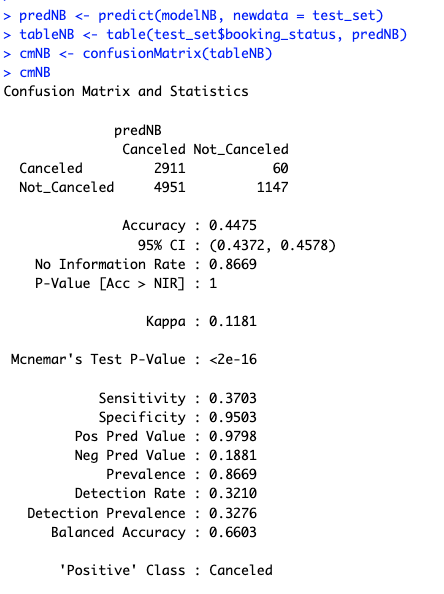 > predNB <- predict(modelNB, newdata = test_set)
> tableNB <- table(test_set$booking_status, predNB)
> cmNB <- confusionMatrix(tableNB)
> cmNB
Confusion Matrix and Statistics
predNB
Canceled Not_Canceled
Canceled 2911 60
Not_Canceled 4951 1147
Accuracy : 0.4475
95% CI : (0.4372, 0.4578)
No Information Rate : 0.8669
P-Value [Acc > NIR] : 1
Kappa : 0.1181
Mcnemar's Test P-Value : <2e-16
Sensitivity : 0.3703
Specificity : 0.9503
Pos Pred Value : 0.9798
Neg Pred Value : 0.1881
Prevalence : 0.8669
Detection Rate : 0.3210
Detection Prevalence : 0.3276
Balanced Accuracy : 0.6603
'Positive' Class : Canceled